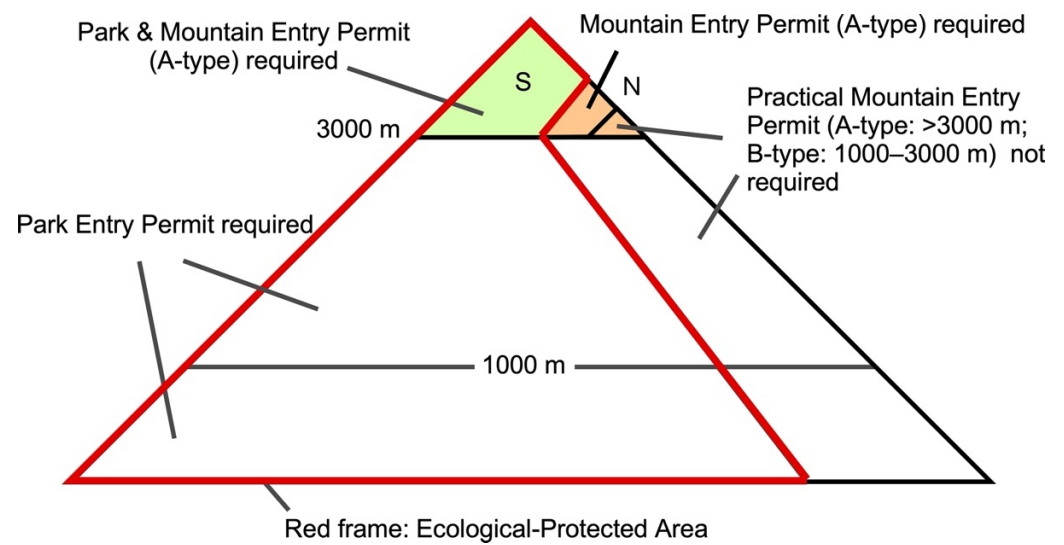 Park & Mountain Entry Permit
(A-type) required
Mountain Entry Permit (A-type) required
S
N
Practical Mountain Entry
Permit (A-type: >3000 m;
B-type: 1000–3000 m)  not
required
3000 m
Park Entry Permit required
1000 m
Red frame: Ecological-Protected Area